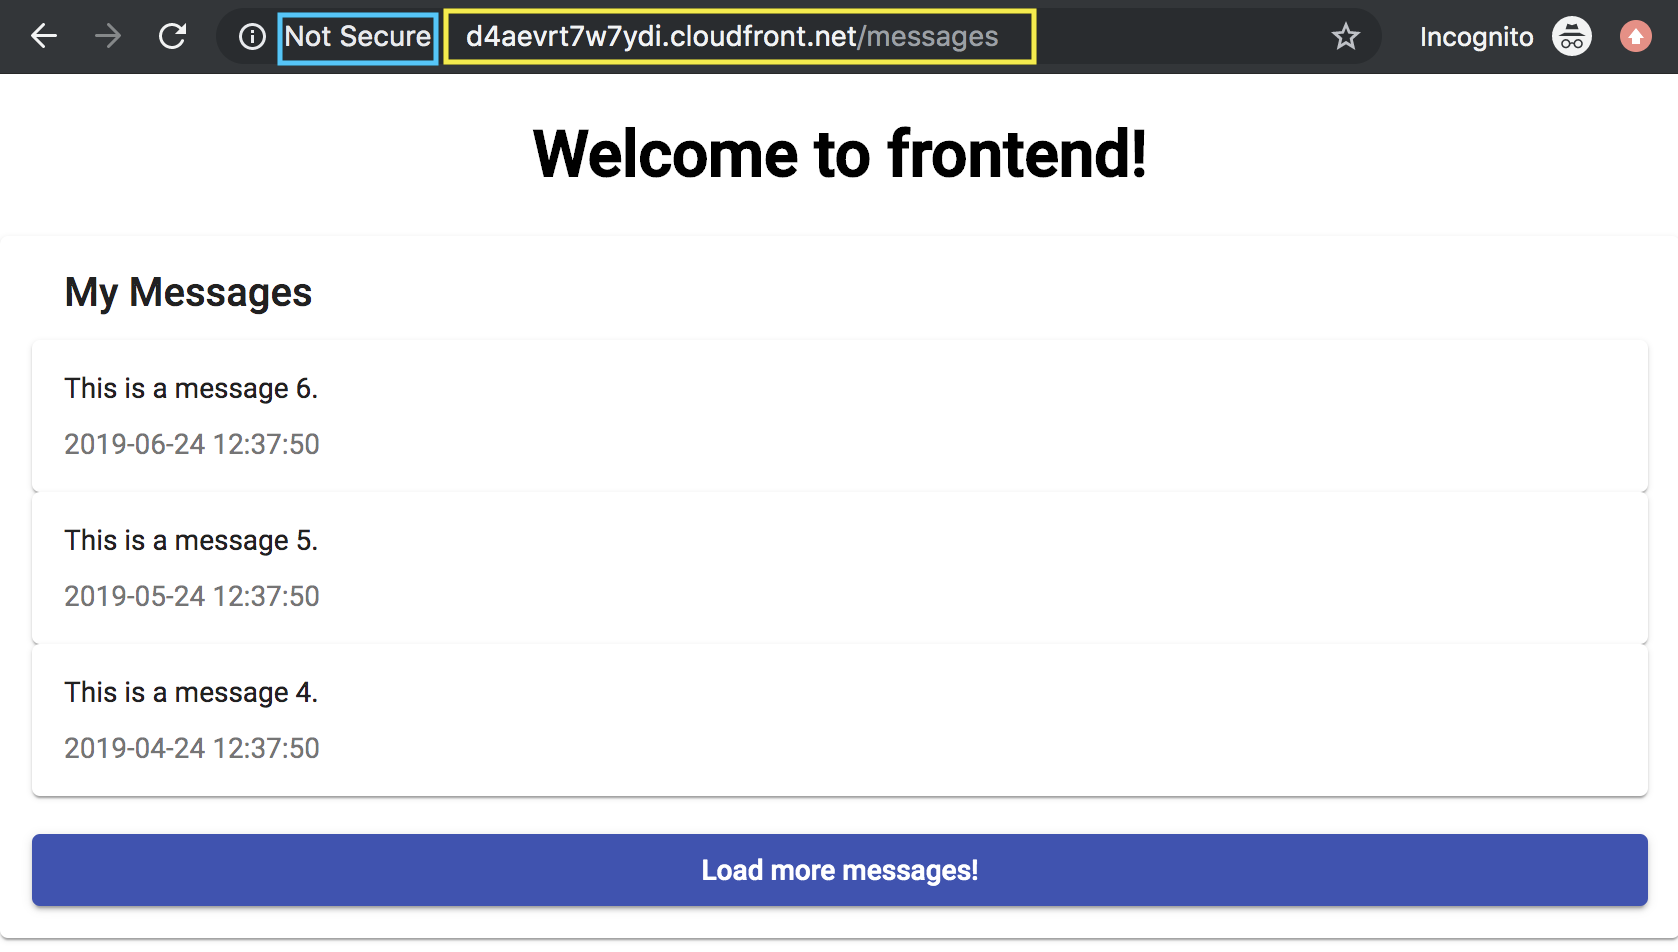 Not Secure d4aevrt7w7ydi.cloudfront.net/messages Incognito
Welcome to frontend!
My Messages
This is a message 6.
2019-06-24 12:37:50
This is a message 5.
2019-05-24 12:37:50
This is a message 4.
2019-04-24 12:37:50
Load more messages!